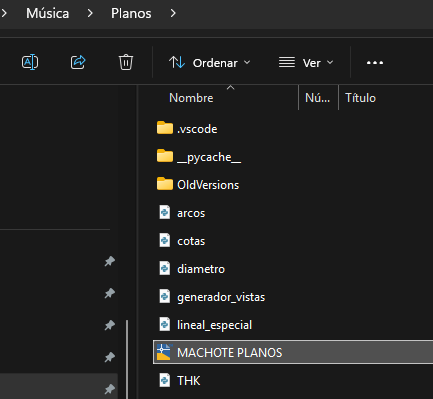 Música > Planos >
Ordenar Ver ...
Nombre Nú... Título
.vscode
__pycache__
OldVersions
arcos
cotas
diametro
generador_vistas
lineal_especial
MACHOTE PLANOS
THK